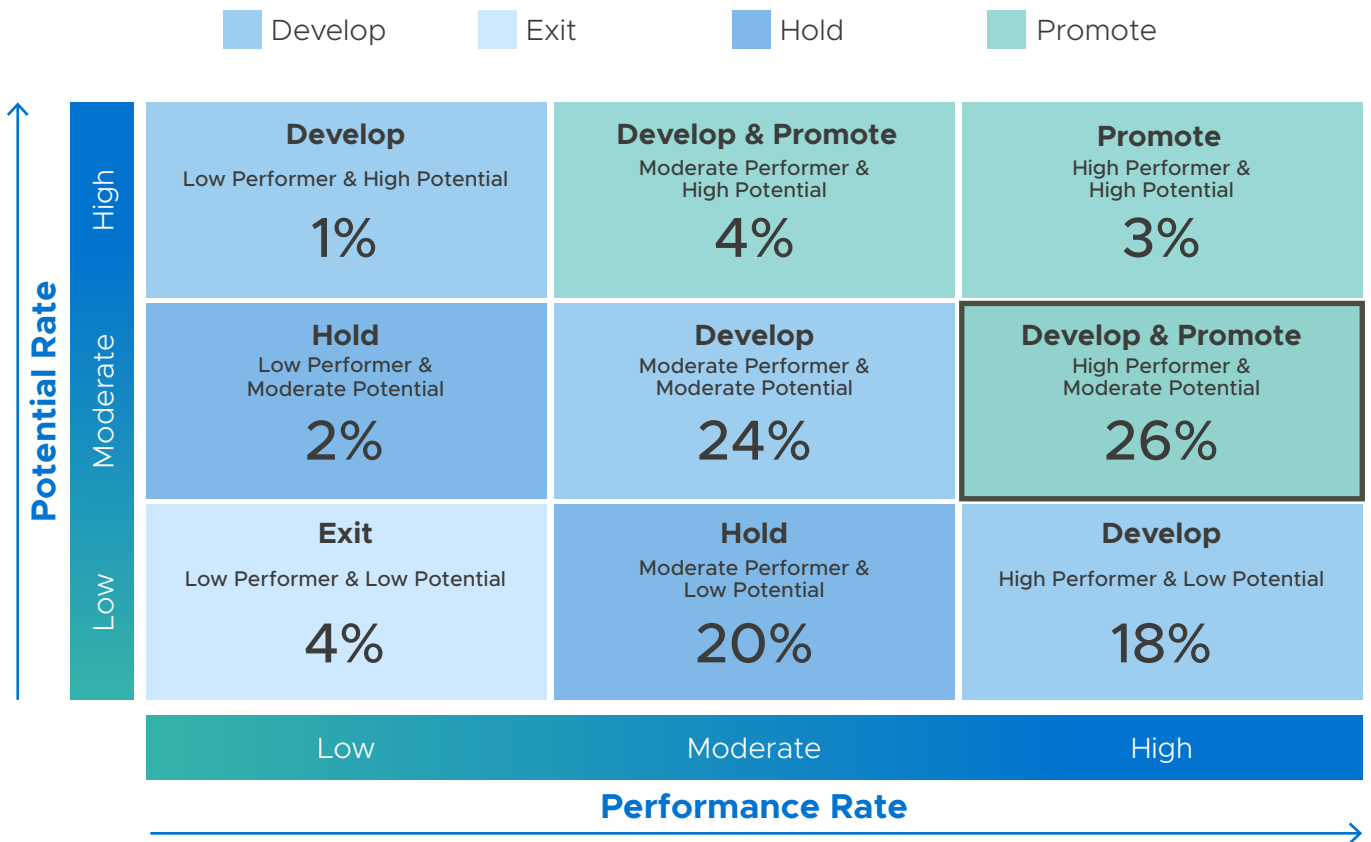 Develop
Exit
Hold
Promote
Potential Rate
High
Moderate
Low
Develop
Low Performer & High Potential
1%
Develop & Promote
Moderate Performer &
High Potential
4%
Promote
High Performer &
High Potential
3%
Hold
Low Performer &
Moderate Potential
2%
Develop
Moderate Performer &
Moderate Potential
24%
Develop & Promote
High Performer &
Moderate Potential
26%
Exit
Low Performer & Low Potential
4%
Hold
Moderate Performer &
Low Potential
20%
Develop
High Performer & Low Potential
18%
Low
Moderate
High
Performance Rate